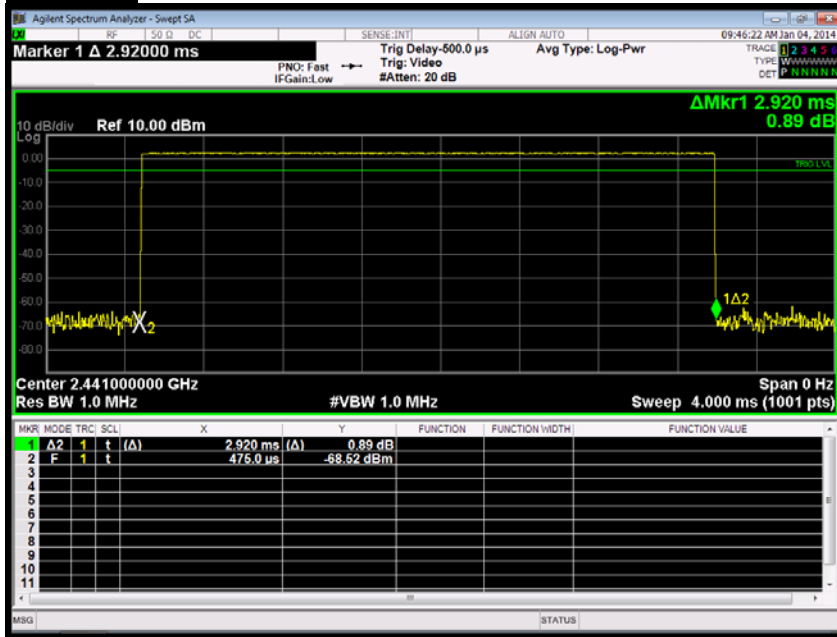 Agilent Spectrum Analyzer - Swept SA
RF 50 Ω DC SENSE:INT ALIGN AUTO 09:46:22 AM Jan 04, 2014
Marker 1 Δ 2.92000 ms Trig Delay-500.0 µs Avg Type: Log-Pwr TRACE 1 2 3 4 5 6
PNO: Fast Trig: Video TYPE WWWWWW
IFGain:Low #Atten: 20 dB DET P N N N N N
ΔMkr1 2.920 ms
10 dB/div Ref 10.00 dBm 0.89 dB
Log
0.00
TRIG LVL
-10.0
-20.0
-30.0
-40.0
-50.0
-60.0
1Δ2
-70.0
2
-80.0
Center 2.441000000 GHz Span 0 Hz
Res BW 1.0 MHz #VBW 1.0 MHz Sweep 4.000 ms (1001 pts)
MKR MODE TRC SCL X Y FUNCTION FUNCTION WIDTH FUNCTION VALUE
1 Δ2 1 t (Δ) 2.920 ms (Δ) 0.89 dB
2 F 1 t 475.0 µs -68.52 dBm
3
4
5
6
7
8
9
10
11
MSG STATUS